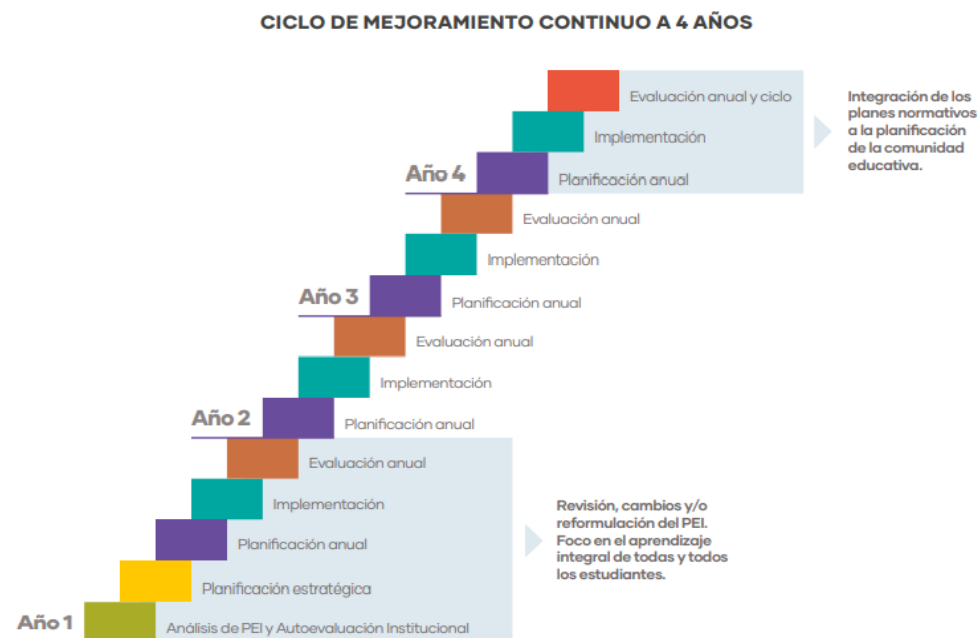 CICLO DE MEJORAMIENTO CONTINUO A 4 AÑOS
Evaluación anual y ciclo
Implementación
Año 4
Planificación anual
Integración de los
planes normativos
a la planificación
de la comunidad
educativa.
Evaluación anual
Implementación
Año 3
Planificación anual
Evaluación anual
Implementación
Año 2
Planificación anual
Evaluación anual
Implementación
Planificación anual
Planificación estratégica
Año 1
Análisis de PEI y Autoevaluación Institucional
Revisión, cambios y/o
reformulación del PEI.
Foco en el aprendizaje
integral de todas y todos
los estudiantes.